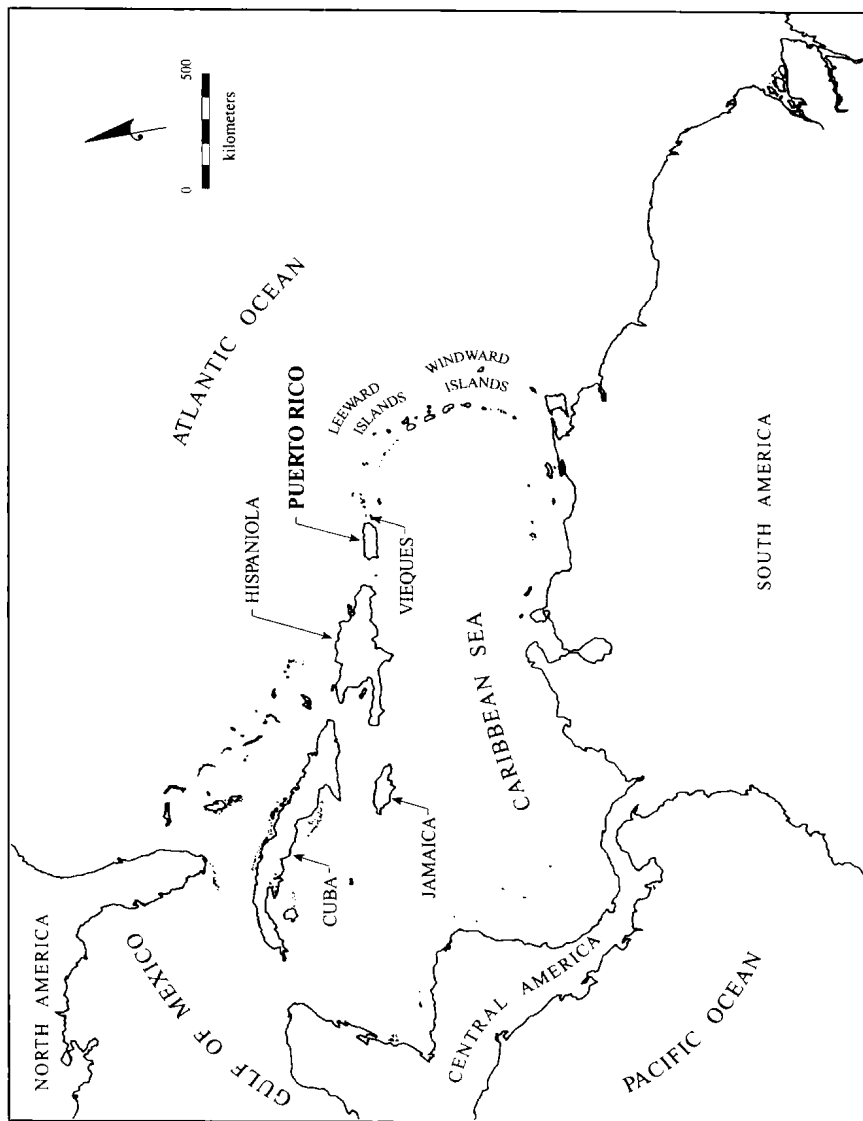 NORTH AMERICA
GULF OF MEXICO
ATLANTIC OCEAN
0 500
kilometers
HISPANIOLA
PUERTO RICO
LEEWARD
ISLANDS
WINDWARD
ISLANDS
VIEQUES
CUBA
JAMAICA
CARIBBEAN SEA
CENTRAL AMERICA
PACIFIC OCEAN
SOUTH AMERICA